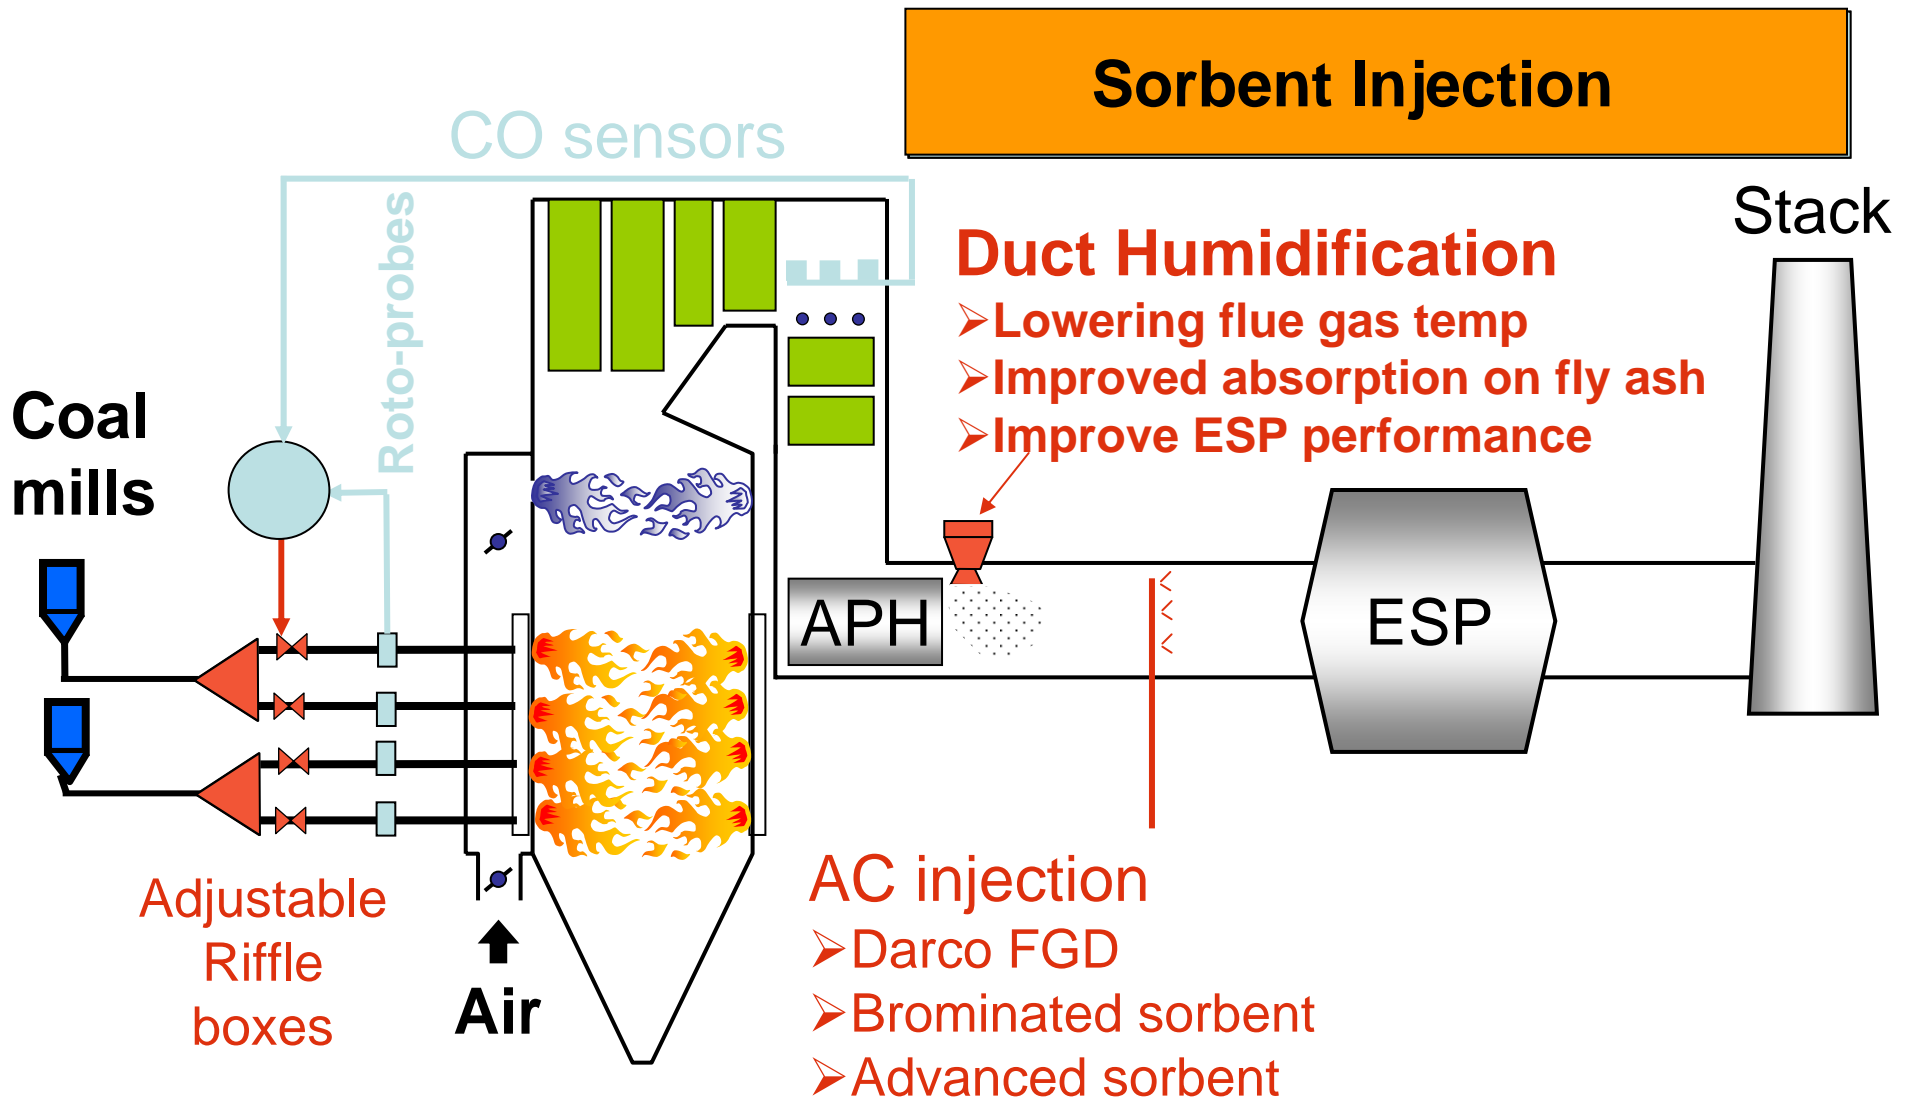 Sorbent Injection
CO sensors
Roto-probes
Stack
Duct Humidification
➢Lowering flue gas temp
➢Improved absorption on fly ash
➢Improve ESP performance
Coal
mills
APH
ESP
Adjustable
Riffle
boxes
Air
AC injection
➢Darco FGD
➢Brominated sorbent
➢Advanced sorbent